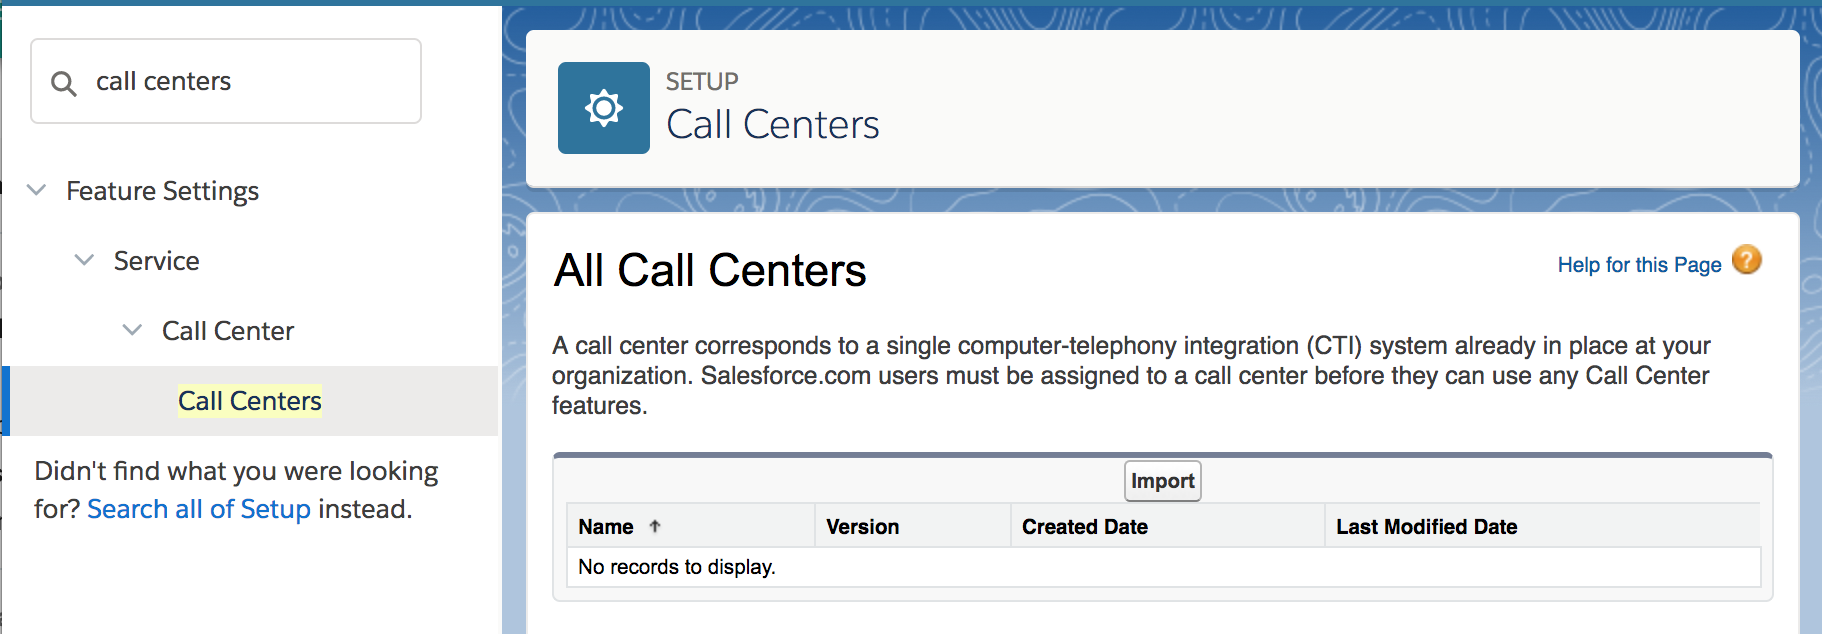 call centers
Feature Settings
Service
Call Center
Call Centers
Didn't find what you were looking
for? Search all of Setup instead.
SETUP
Call Centers
All Call Centers
Help for this Page ?
A call center corresponds to a single computer-telephony integration (CTI) system already in place at your
organization. Salesforce.com users must be assigned to a call center before they can use any Call Center
features.
Import
Name ↑ Version Created Date Last Modified Date
No records to display.